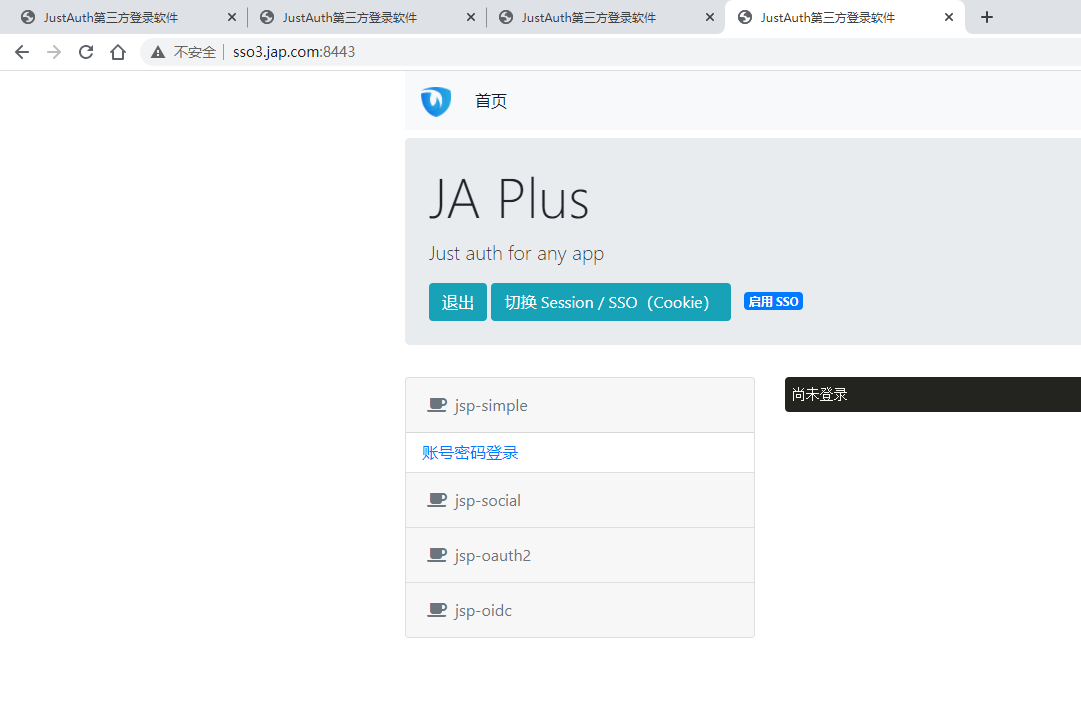 JustAuth第三方登录软件
JustAuth第三方登录软件
JustAuth第三方登录软件
JustAuth第三方登录软件
不安全 sso3.jap.com:8443
首页
JA Plus
Just auth for any app
退出 切换 Session / SSO（Cookie） 启用 SSO
jsp-simple
尚未登录
账号密码登录
jsp-social
jsp-oauth2
jsp-oidc